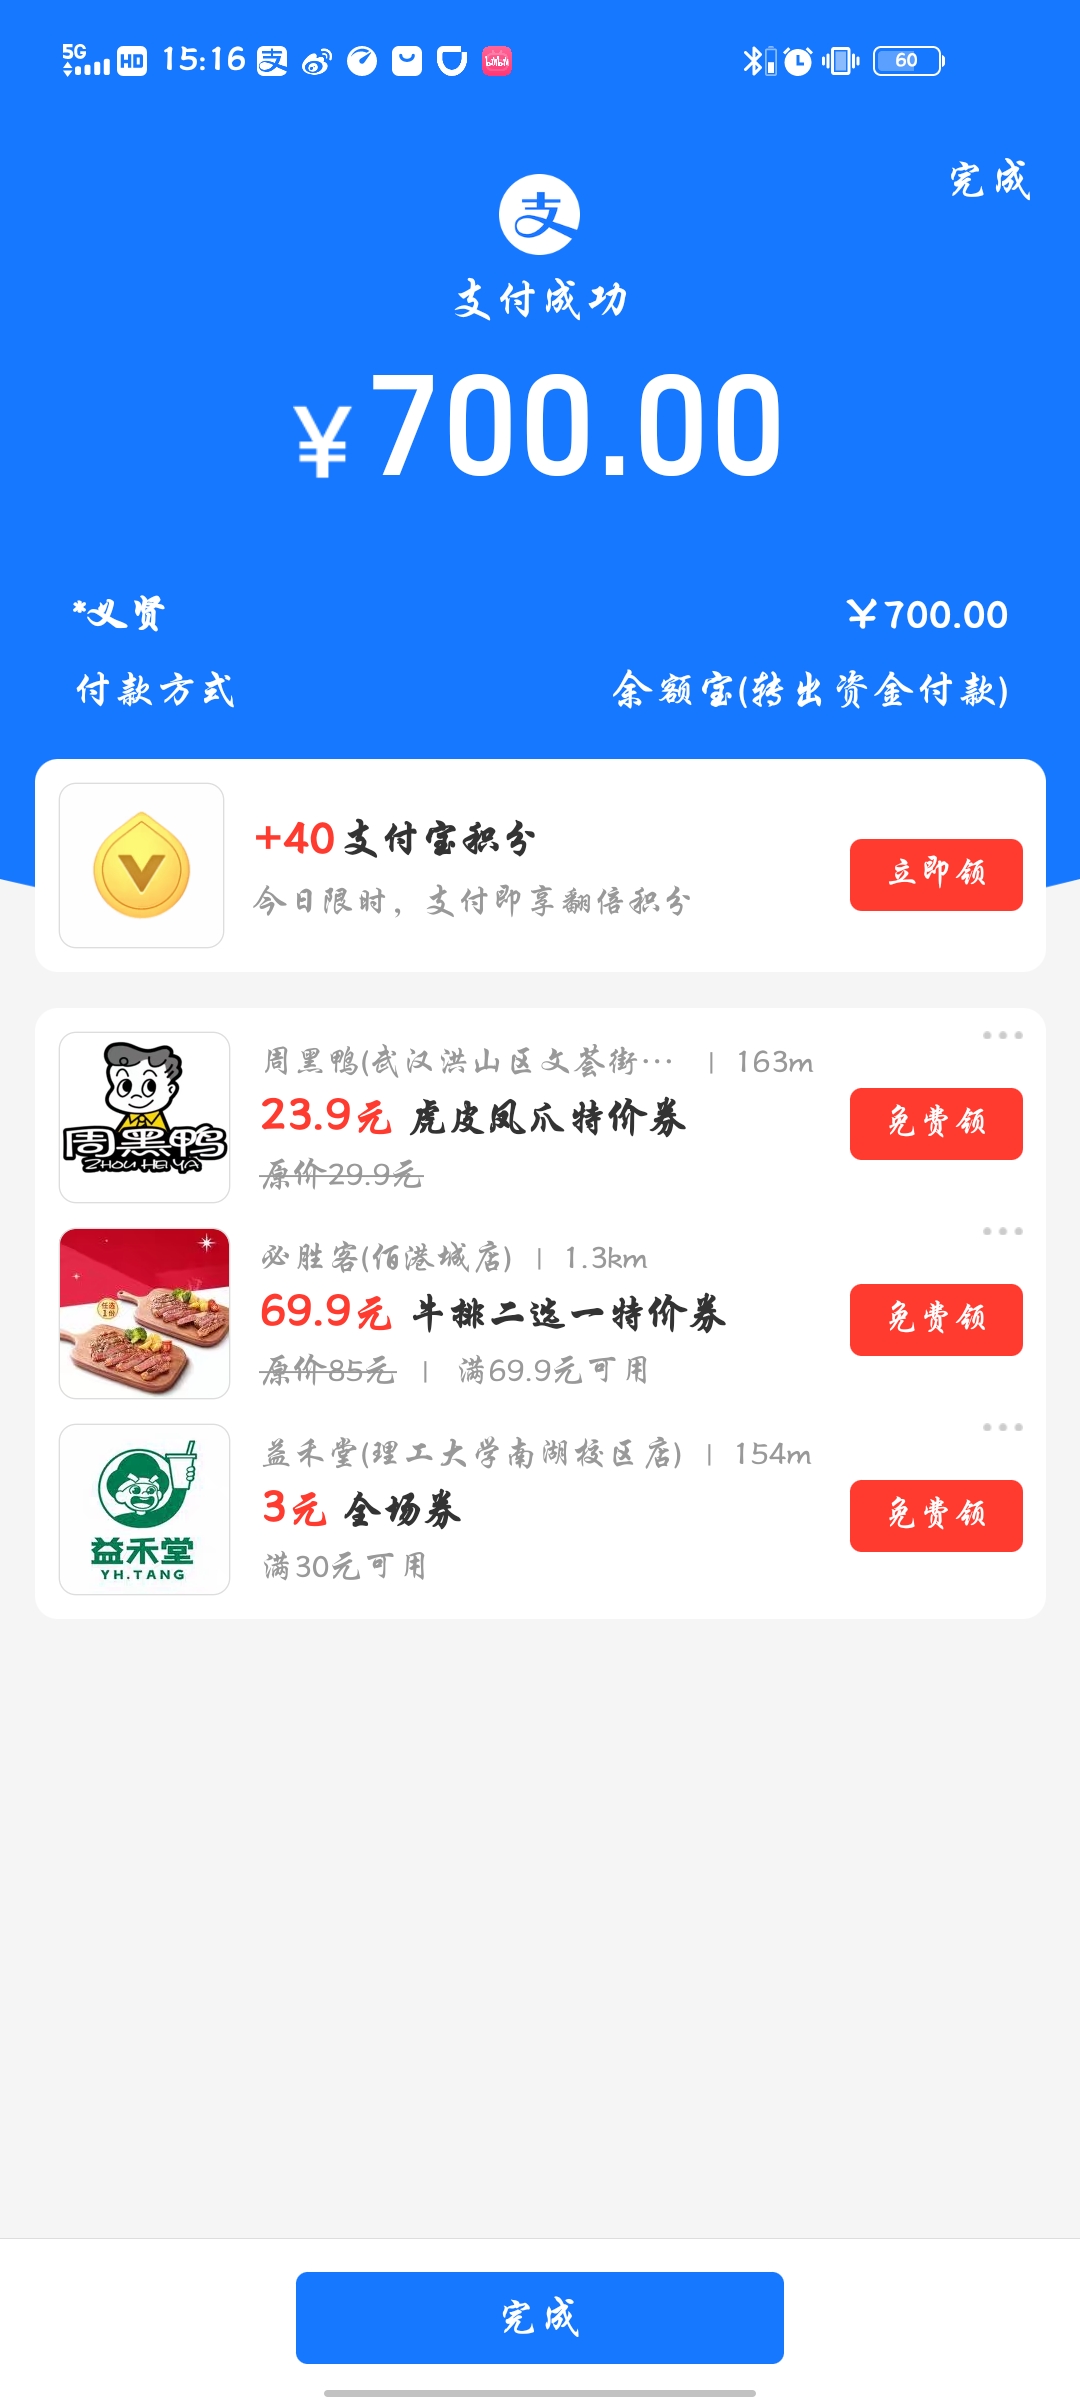 5G HD 15:16 支 60
完成
支
支付成功
¥700.00
*义贤 ¥700.00
付款方式 余额宝(转出资金付款)
+40支付宝积分
今日限时，支付即享翻倍积分
立即领
周黑鸭
ZHOU HEI YA
周黑鸭(武汉洪山区文荟街… | 163m
23.9元 虎皮凤爪特价券
原价29.9元
免费领
任选
1份
必胜客(佰港城店) | 1.3km
69.9元 牛排二选一特价券
原价85元 | 满69.9元可用
免费领
益禾堂
YH.TANG
益禾堂(理工大学南湖校区店) | 154m
3元 全场券
满30元可用
免费领
完成